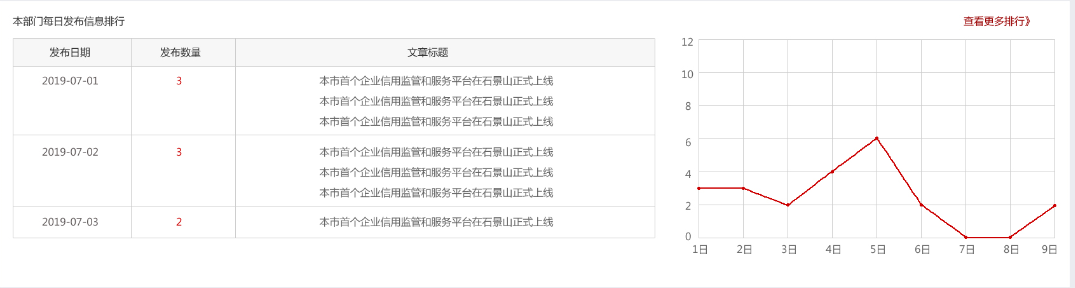 本部门每日发布信息排行
查看更多排行》
发布日期 发布数量 文章标题
2019-07-01 3 本市首个企业信用监管和服务平台在石景山正式上线
本市首个企业信用监管和服务平台在石景山正式上线
本市首个企业信用监管和服务平台在石景山正式上线
2019-07-02 3 本市首个企业信用监管和服务平台在石景山正式上线
本市首个企业信用监管和服务平台在石景山正式上线
本市首个企业信用监管和服务平台在石景山正式上线
2019-07-03 2 本市首个企业信用监管和服务平台在石景山正式上线
12
10
8
6
4
2
0
1日 2日 3日 4日 5日 6日 7日 8日 9日